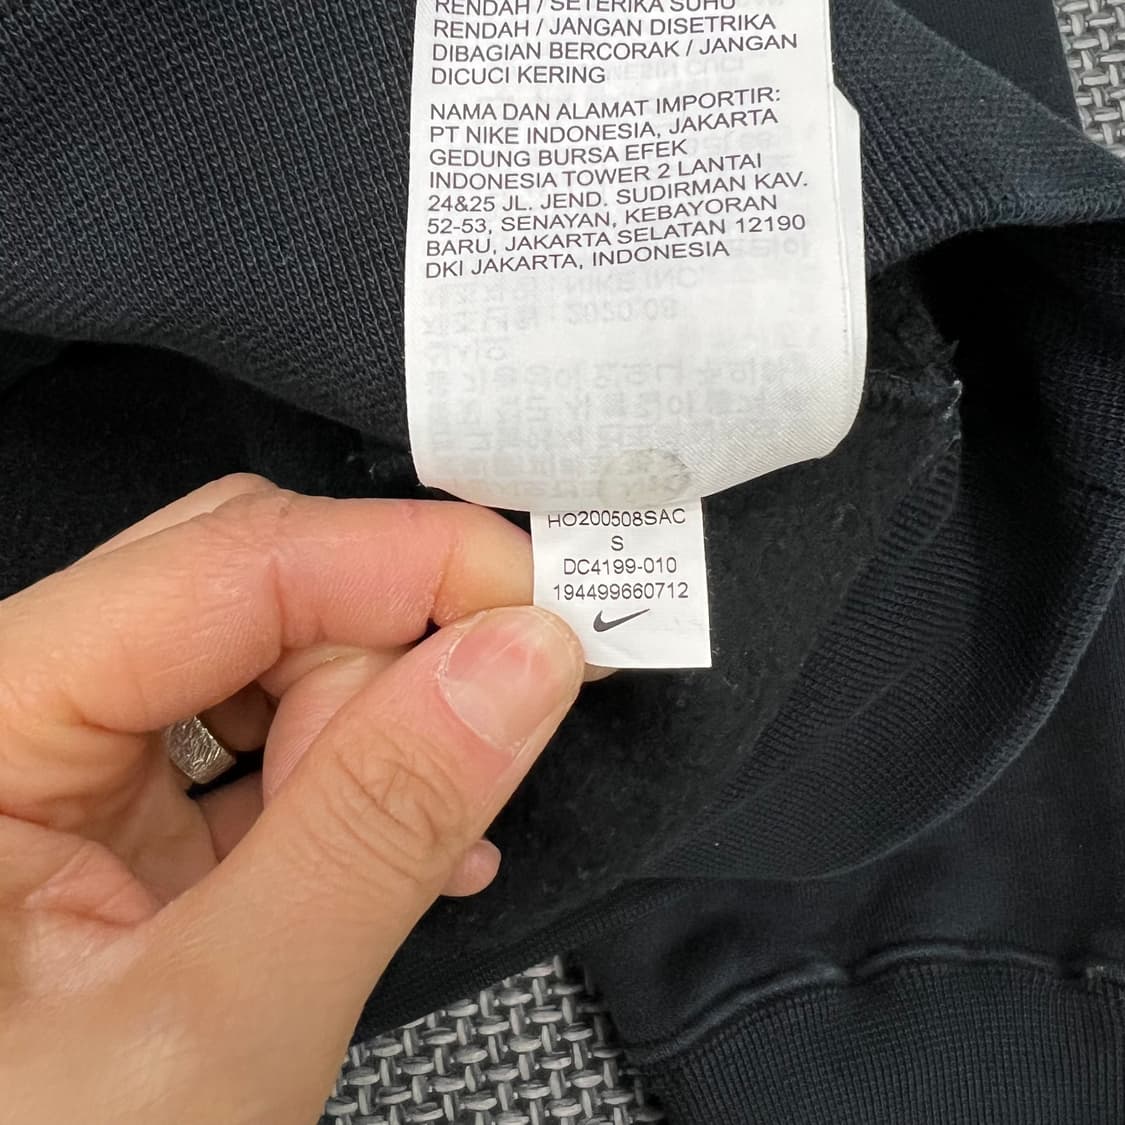 RENDAH / SETERIKA SUHU
RENDAH / JANGAN DISETRIKA
DIBAGIAN BERCORAK / JANGAN
DICUCI KERING
NAMA DAN ALAMAT IMPORTIR:
PT NIKE INDONESIA, JAKARTA
GEDUNG BURSA EFEK
INDONESIA TOWER 2 LANTAI
24&25 JL. JEND. SUDIRMAN KAV.
52-53, SENAYAN, KEBAYORAN
BARU, JAKARTA SELATAN 12190
DKI JAKARTA, INDONESIA
HO200508SAC
S
DC4199-010
194499660712